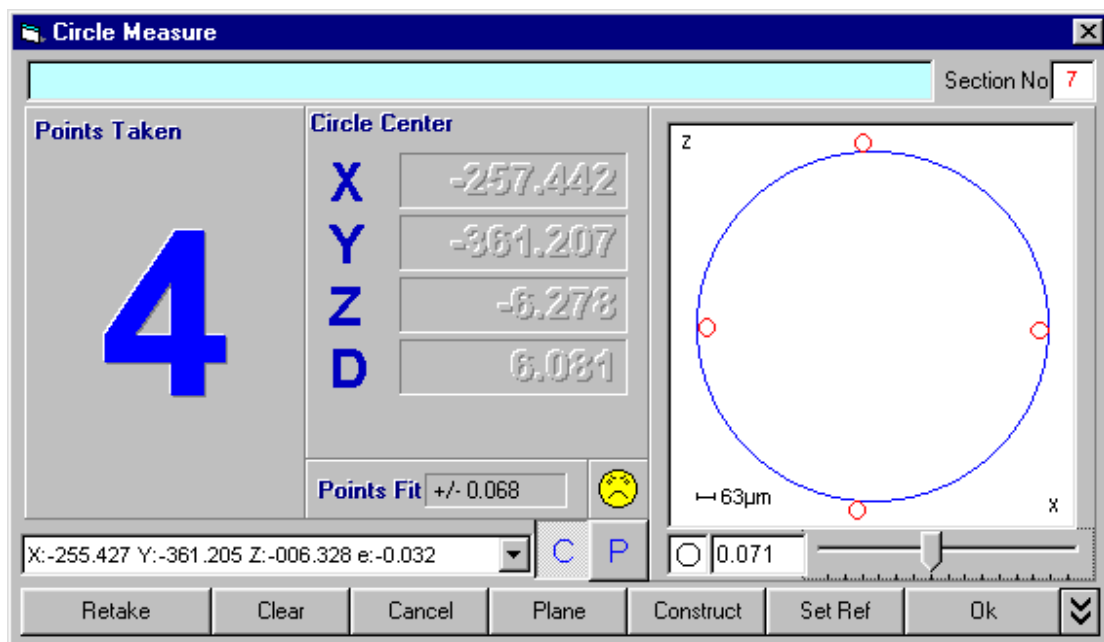 Circle Measure
Section No 7
Points Taken
4
Circle Center
X -257.442
Y -361.207
Z -6.278
D 6.081
Points Fit +/- 0.068
Z
63µm
X
X:-255.427 Y:-361.205 Z:-006.328 e:-0.032
C P
0.071
Retake Clear Cancel Plane Construct Set Ref Ok